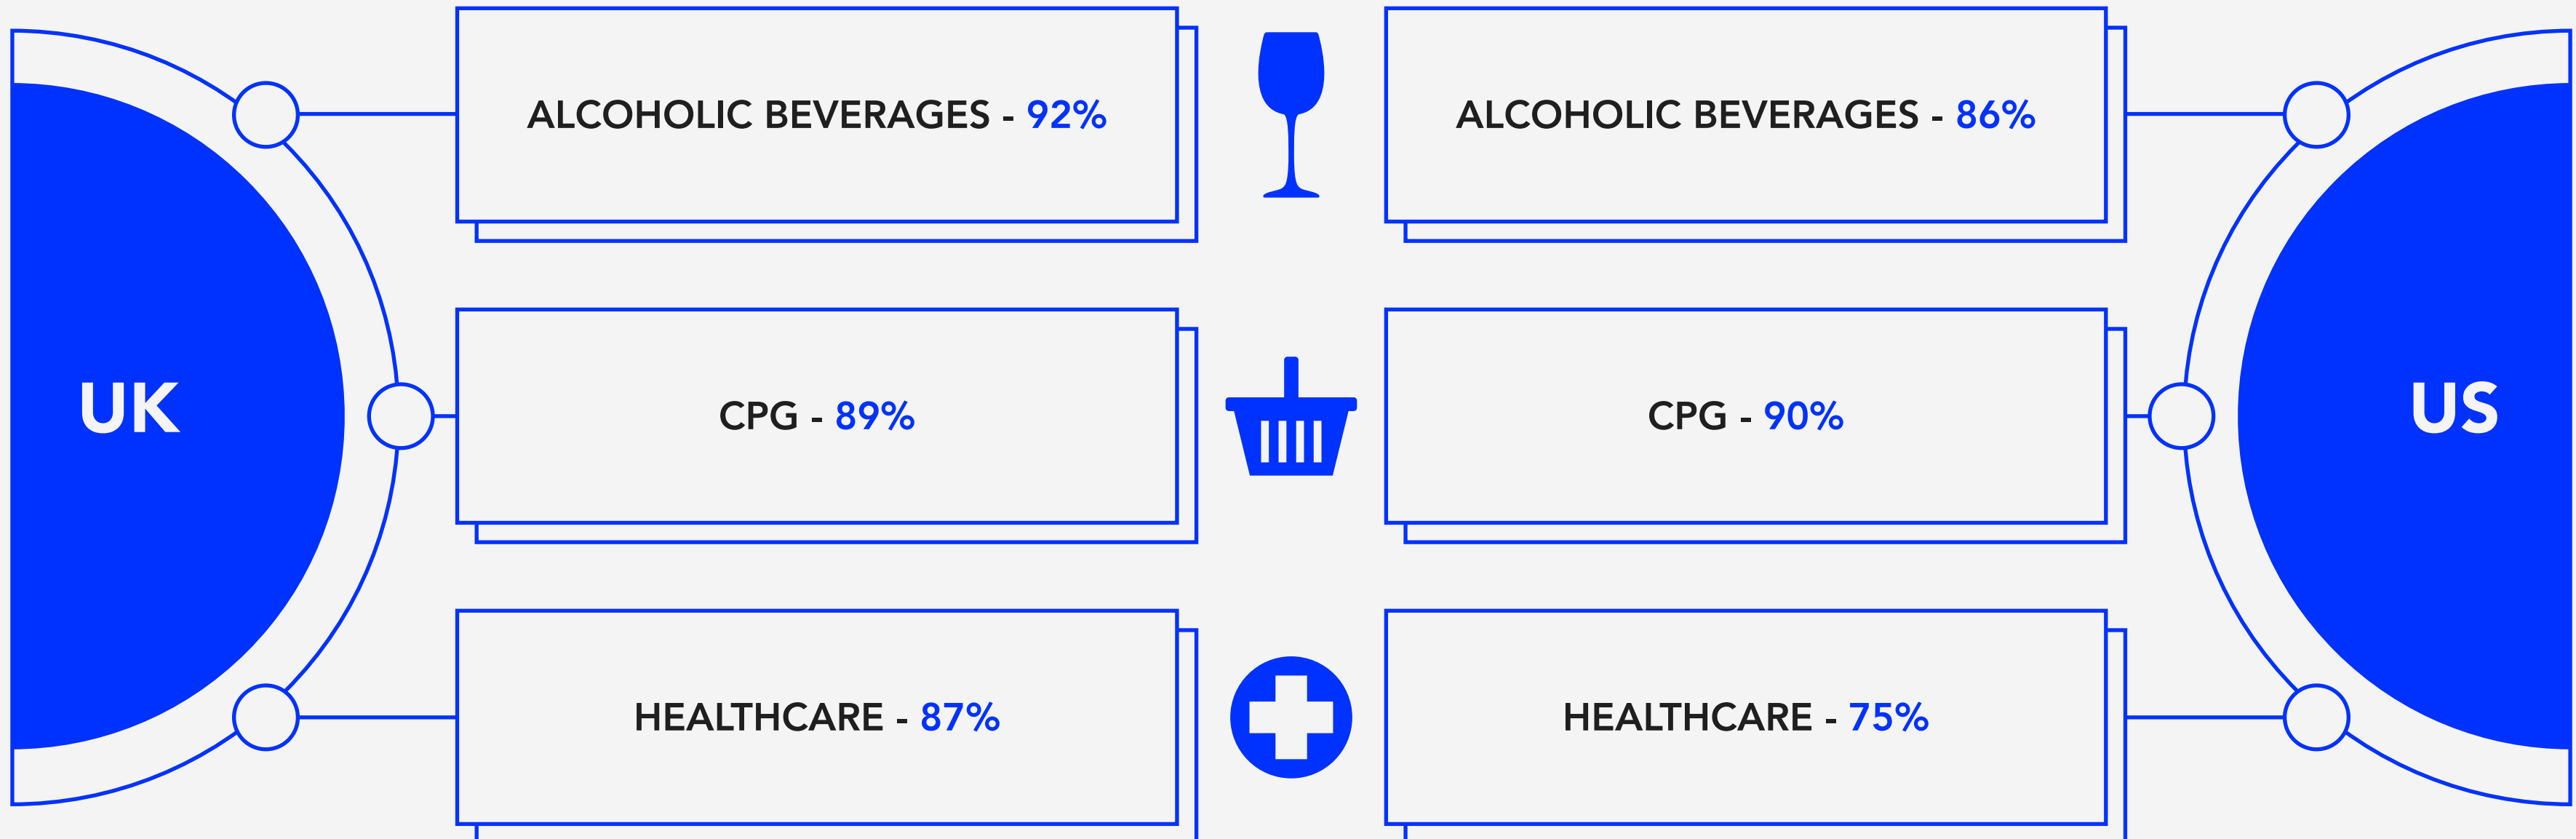 ALCOHOLIC BEVERAGES - 92%
ALCOHOLIC BEVERAGES - 86%
UK
CPG - 89%
CPG - 90%
US
HEALTHCARE - 87%
HEALTHCARE - 75%